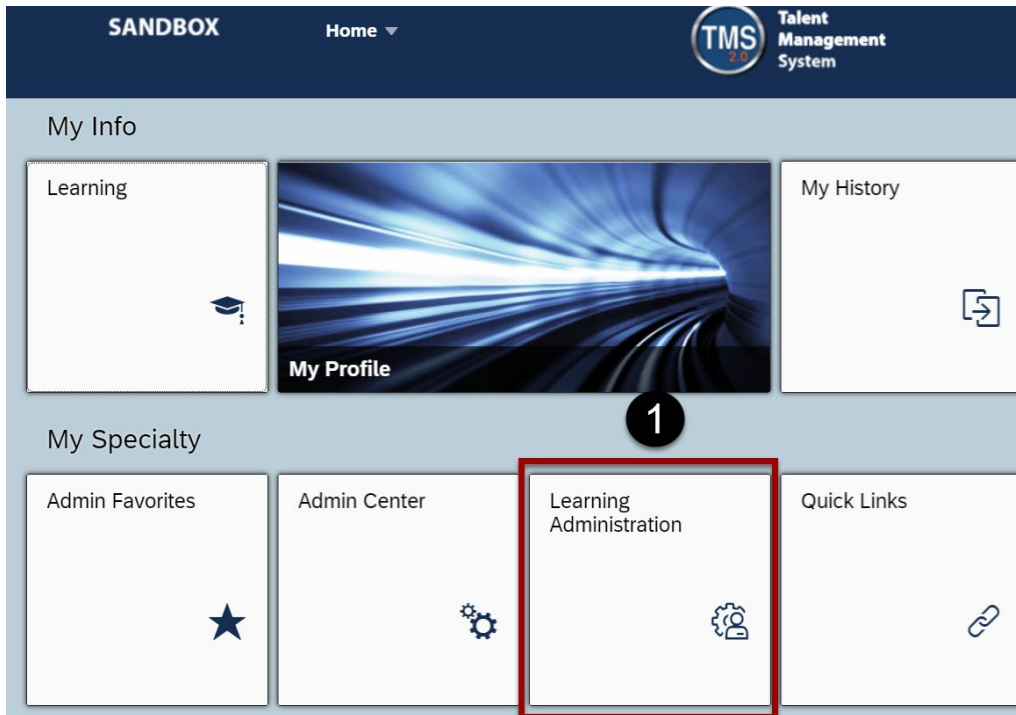 SANDBOX
Home
TMS
2.0
Talent
Management
System
My Info
Learning
My Profile
My History
1
My Specialty
Admin Favorites
Admin Center
Learning
Administration
Quick Links